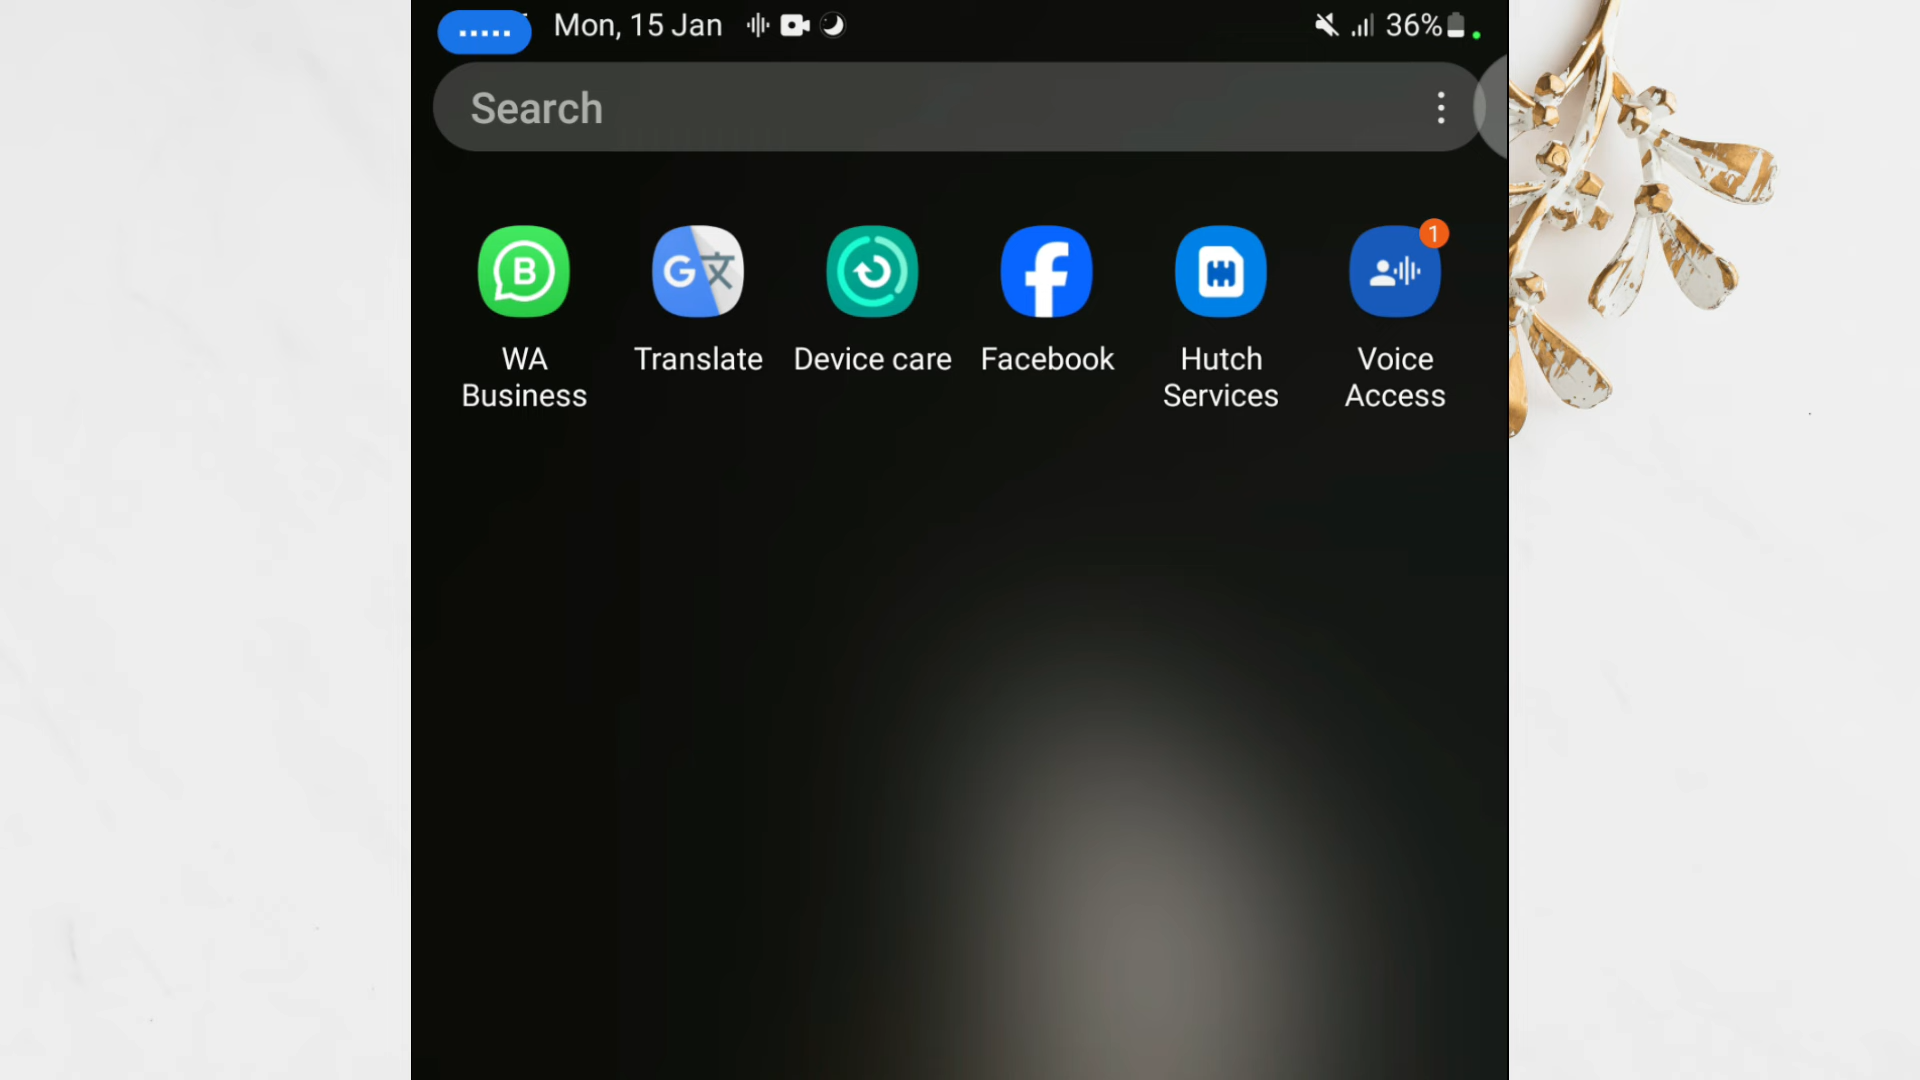 Mon, 15 Jan
36%
Search
1
WA Business
Translate
Device care
Facebook
Hutch Services
Voice Access